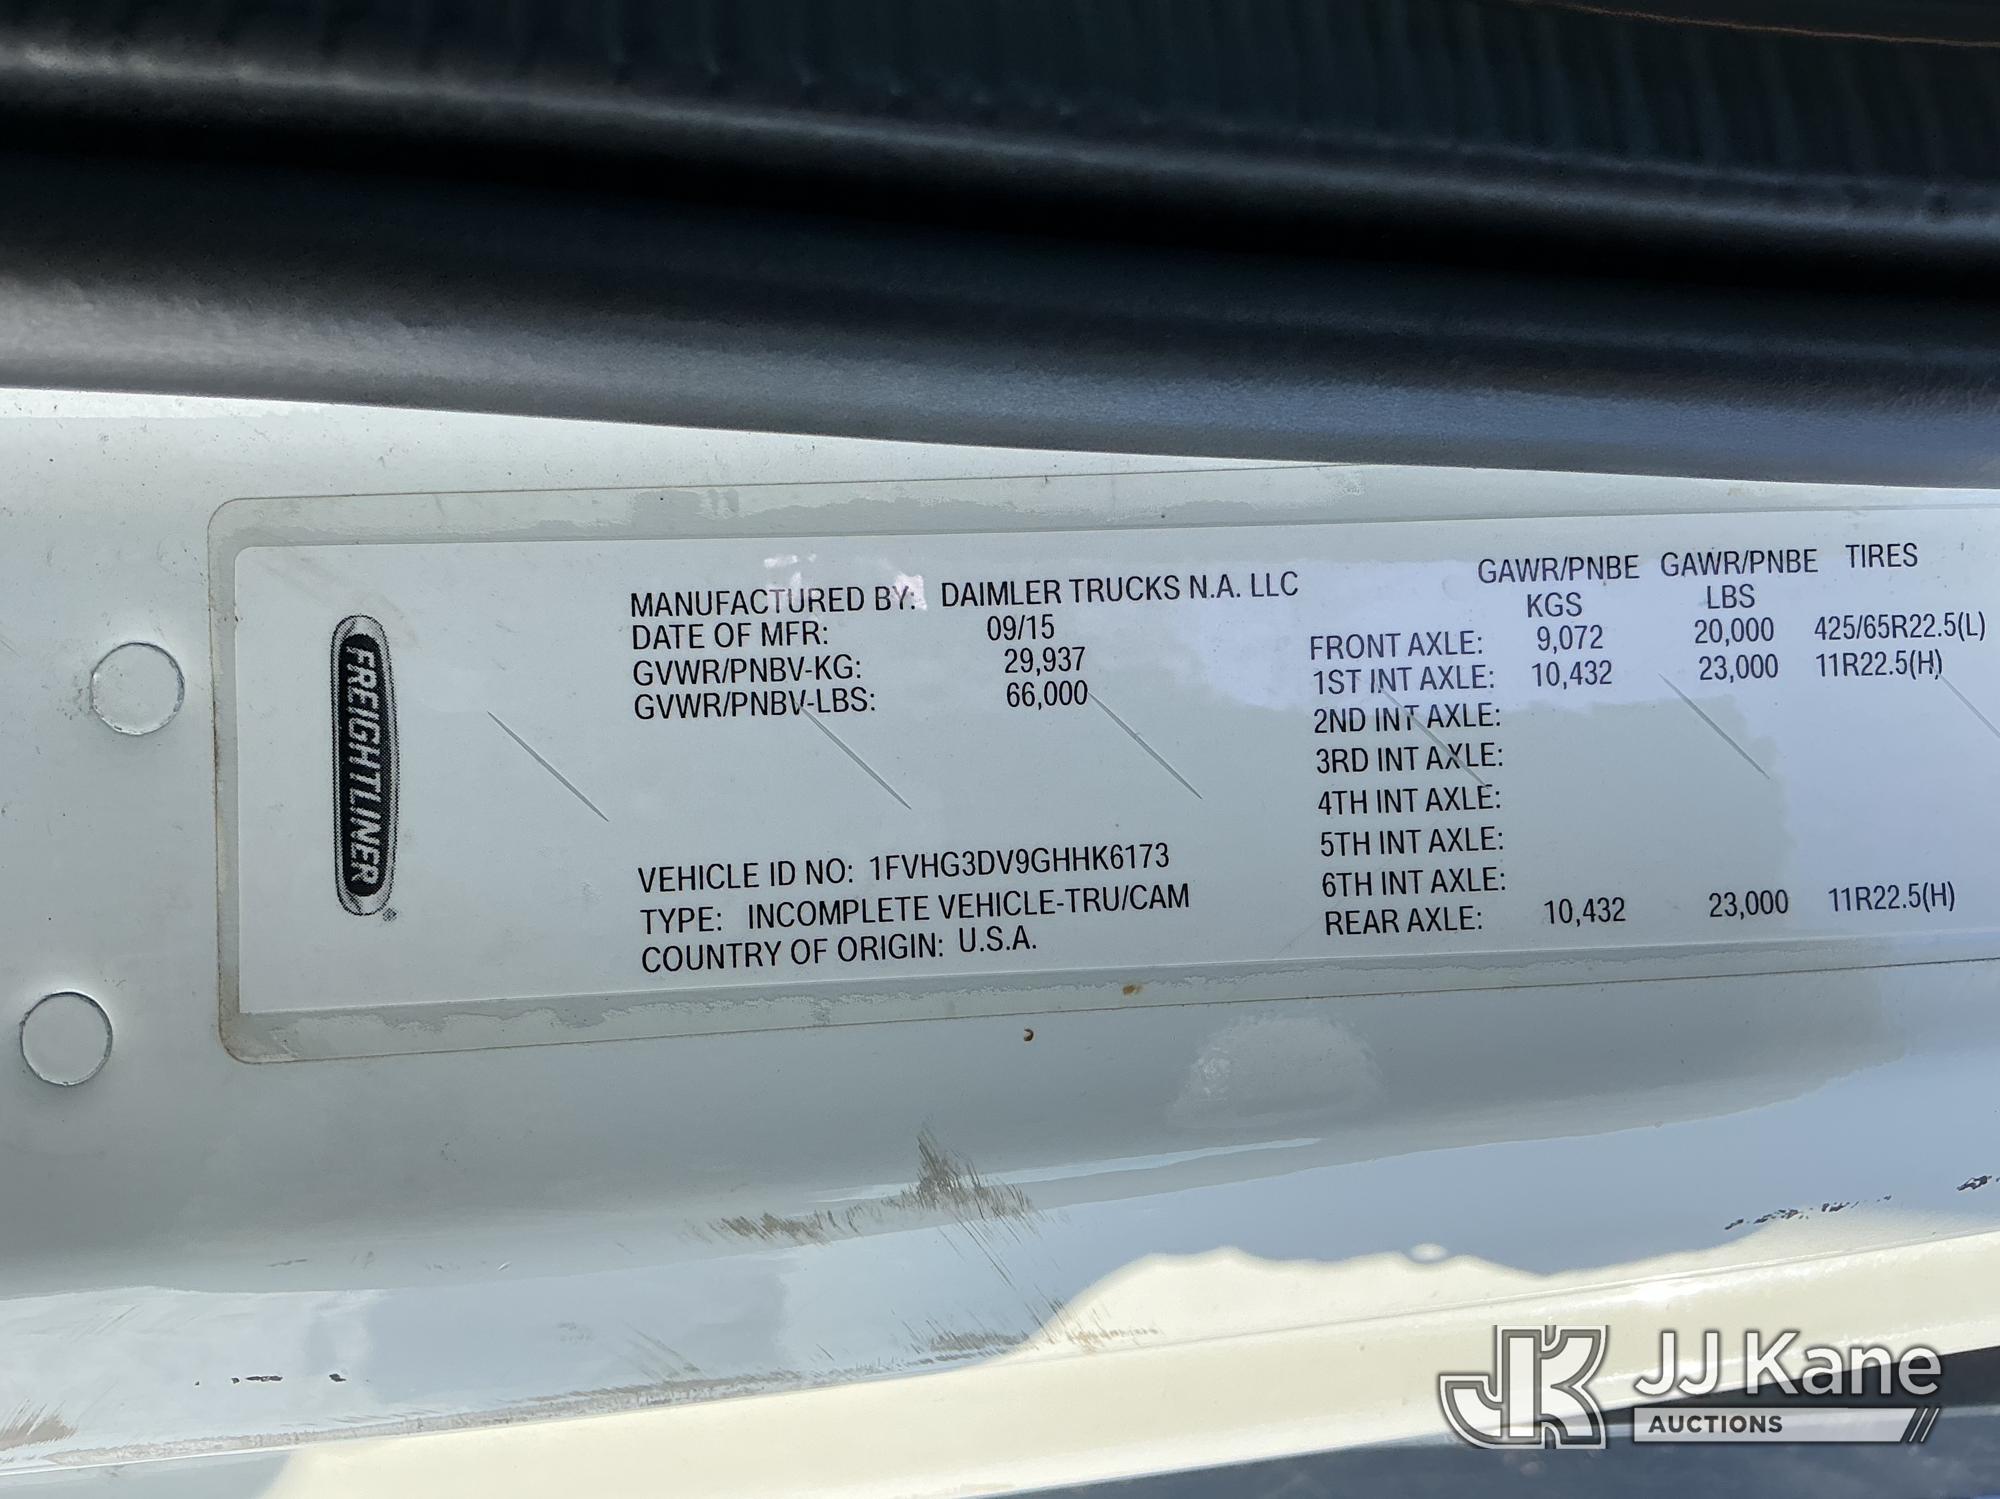 FREIGHTLINER®
MANUFACTURED BY: DAIMLER TRUCKS N.A. LLC
DATE OF MFR: 09/15
GVWR/PNBV-KG: 29,937
GVWR/PNBV-LBS: 66,000
VEHICLE ID NO: 1FVHG3DV9GHHK6173
TYPE: INCOMPLETE VEHICLE-TRU/CAM
COUNTRY OF ORIGIN: U.S.A.
GAWR/PNBE GAWR/PNBE TIRES
KGS LBS
FRONT AXLE: 9,072 20,000 425/65R22.5(L)
1ST INT AXLE: 10,432 23,000 11R22.5(H)
2ND INT AXLE:
3RD INT AXLE:
4TH INT AXLE:
5TH INT AXLE:
6TH INT AXLE:
REAR AXLE: 10,432 23,000 11R22.5(H)
JK JJ Kane
AUCTIONS